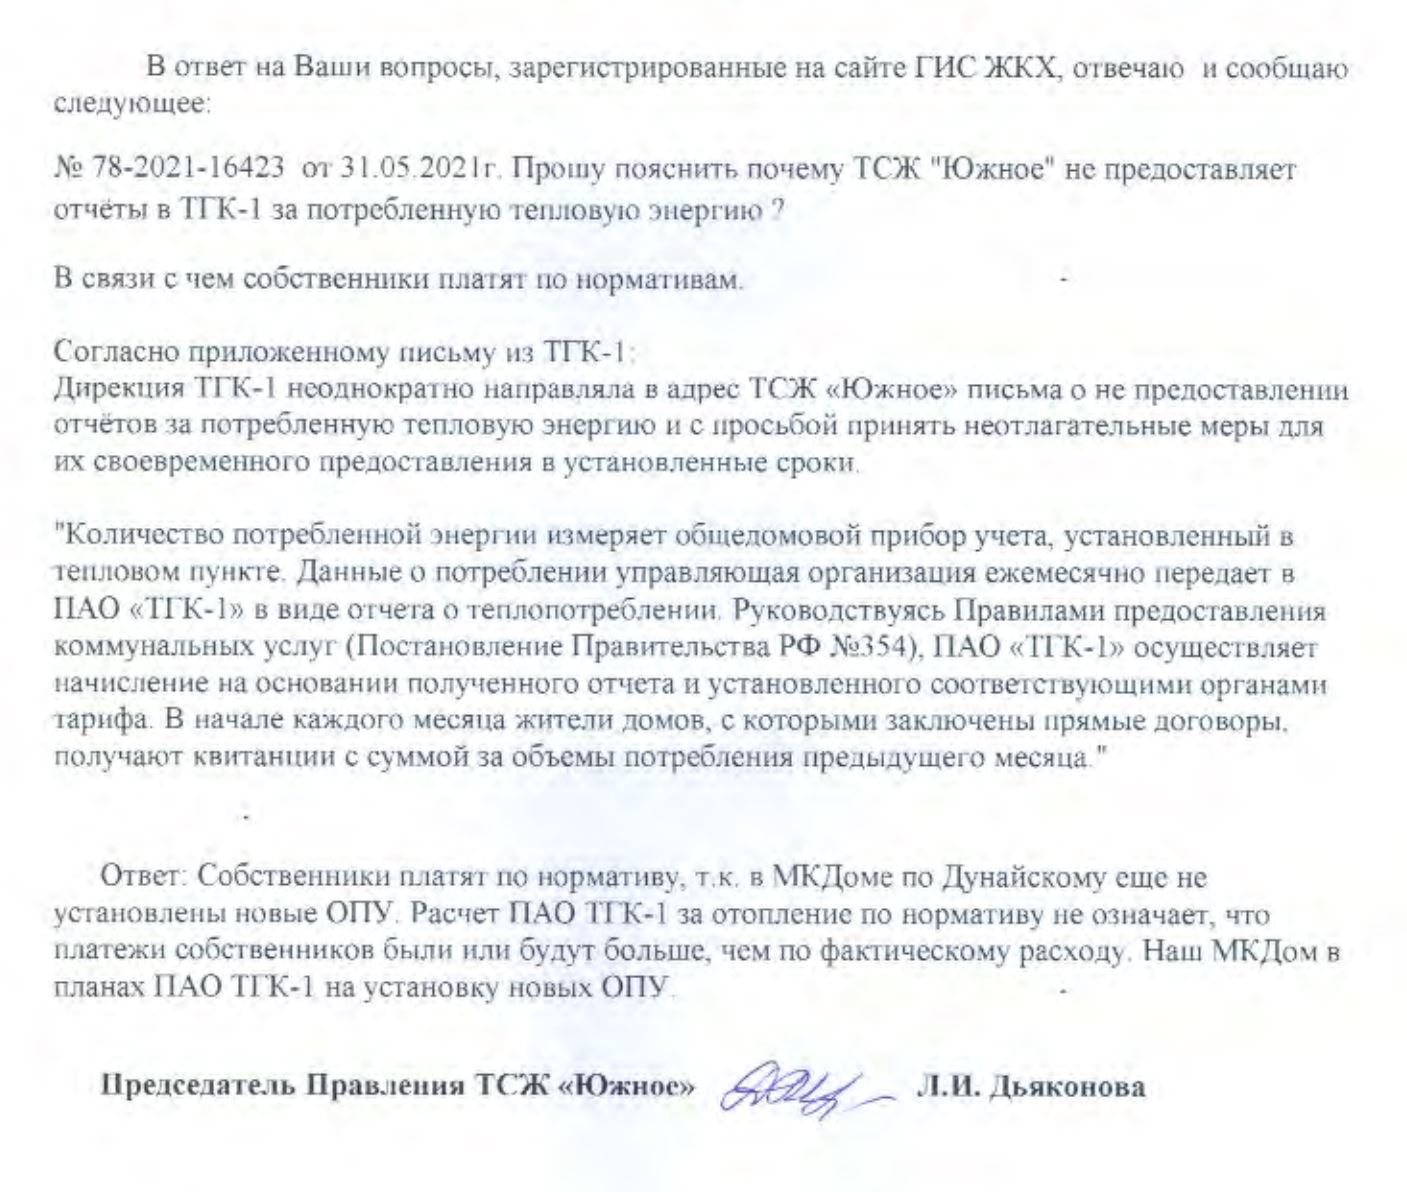 В ответ на Ваши вопросы, зарегистрированные на сайте ГИС ЖКХ, отвечаю и сообщаю
следующее:
№ 78-2021-16423 от 31.05.2021г. Прошу пояснить почему ТСЖ "Южное" не предоставляет
отчёты в ТГК-1 за потребленную тепловую энергию ?
В связи с чем собственники платят по нормативам.
Согласно приложенному письму из ТГК-1:
Дирекция ТГК-1 неоднократно направляла в адрес ТСЖ «Южное» письма о не предоставлении
отчётов за потребленную тепловую энергию и с просьбой принять неотлагательные меры для
их своевременного предоставления в установленные сроки.
"Количество потребленной энергии измеряет общедомовой прибор учета, установленный в
тепловом пункте. Данные о потреблении управляющая организация ежемесячно передает в
ПАО «ТГК-1» в виде отчета о теплопотреблении. Руководствуясь Правилами предоставления
коммунальных услуг (Постановление Правительства РФ №354), ПАО «ТГК-1» осуществляет
начисление на основании полученного отчета и установленного соответствующими органами
тарифа. В начале каждого месяца жители домов, с которыми заключены прямые договоры,
получают квитанции с суммой за объемы потребления предыдущего месяца."
Ответ: Собственники платят по нормативу, т.к. в МКДоме по Дунайскому еще не
установлены новые ОПУ. Расчет ПАО ТГК-1 за отопление по нормативу не означает, что
платежи собственников были или будут больше, чем по фактическому расходу. Наш МКДом в
планах ПАО ТГК-1 на установку новых ОПУ.
Председатель Правления ТСЖ «Южное» Л.И. Дьяконова